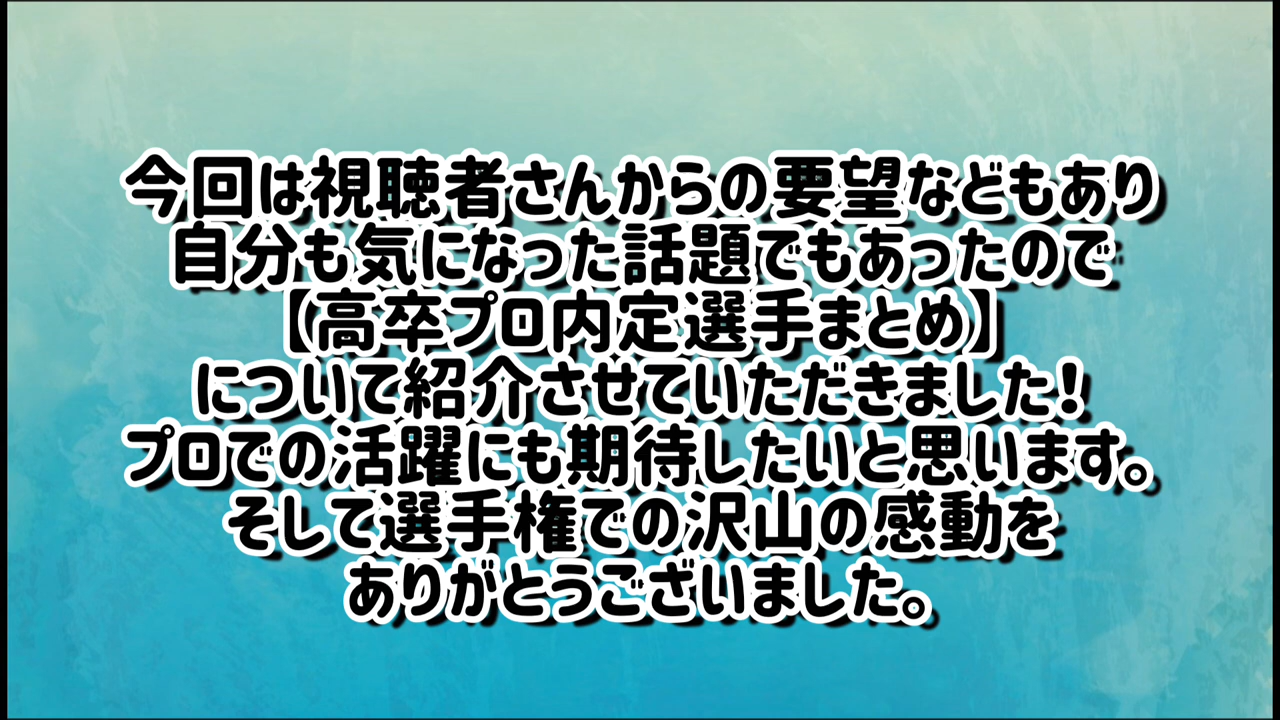 今回は視聴者さんからの要望などもあり
自分も気になった話題でもあったので
【高卒プロ内定選手まとめ】
について紹介させていただきました!
プロでの活躍にも期待したいと思います。
そして選手権での沢山の感動を
ありがとうございました。